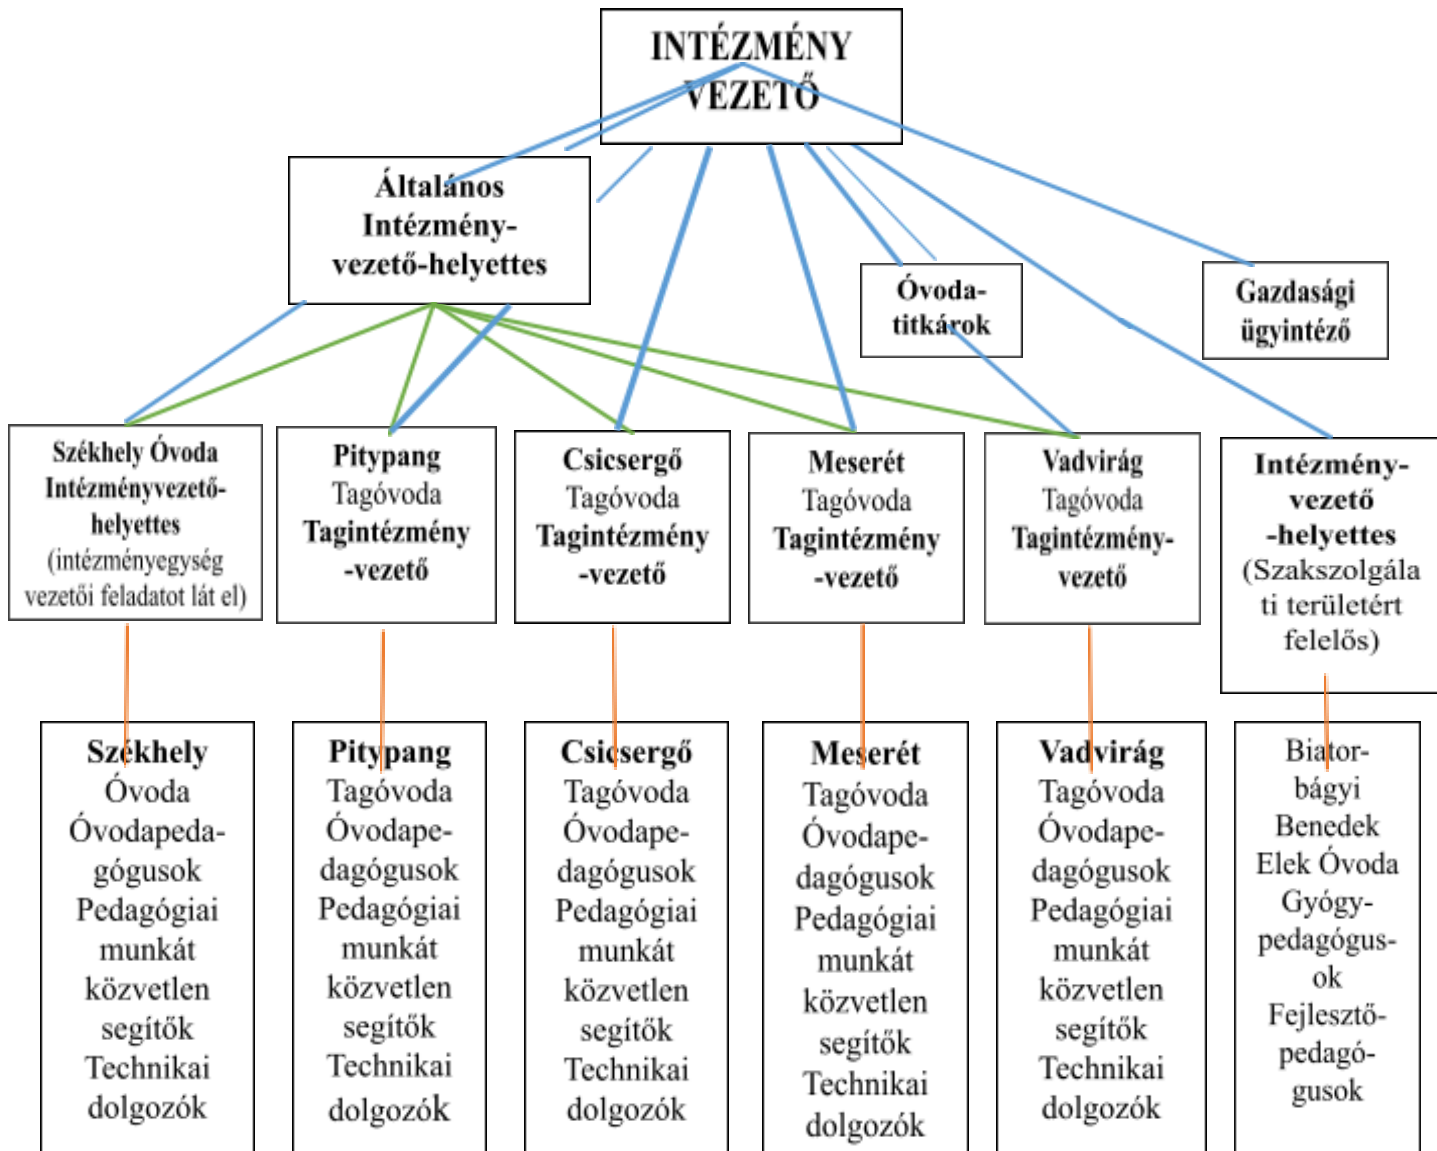 INTÉZMÉNY
VEZETŐ
Általános
Intézmény-
vezető-helyettes
Óvoda-
titkárok
Gazdasági
ügyintéző
Székhely Óvoda
Intézményvezető-
helyettes
(intézményegység
vezetői feladatot lát el)
Pitypang
Tagóvoda
Tagintézmény
-vezető
Csicsergő
Tagóvoda
Tagintézmény
-vezető
Meserét
Tagóvoda
Tagintézmény
-vezető
Vadvirág
Tagóvoda
Tagintézmény-
vezető
Intézmény-
vezető
-helyettes
(Szakszolgála
ti területért
felelős)
Székhely
Óvoda
Óvodapeda-
gógusok
Pedagógiai
munkát
közvetlen
segítők
Technikai
dolgozók
Pitypang
Tagóvoda
Óvodape-
dagógusok
Pedagógiai
munkát
közvetlen
segítők
Technikai
dolgozók
Csicsergő
Tagóvoda
Óvodape-
dagógusok
Pedagógiai
munkát
közvetlen
segítők
Technikai
dolgozók
Meserét
Tagóvoda
Óvodape-
dagógusok
Pedagógiai
munkát
közvetlen
segítők
Technikai
dolgozók
Vadvirág
Tagóvoda
Óvodape-
dagógusok
Pedagógiai
munkát
közvetlen
segítők
Technikai
dolgozók
Biator-
bágyi
Benedek
Elek Óvoda
Gyógy-
pedagógus-
ok
Fejlesztő-
pedagó-
gusok